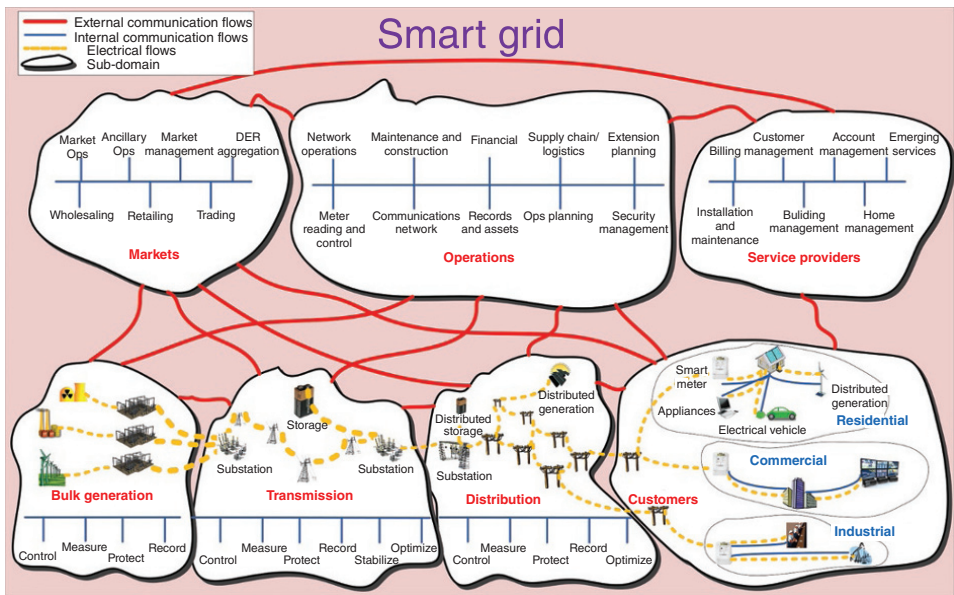 Smart grid
External communication flows
Internal communication flows
Electrical flows
Sub-domain
Market
Ops
Ancillary
Ops
Market
management
DER
aggregation
Wholesaling
Retailing
Trading
Markets
Network
operations
Maintenance and
construction
Financial
Supply chain/
logistics
Extension
planning
Meter
reading and
control
Communications
network
Records
and assets
Ops planning
Security
management
Operations
Billing
Customer
management
Account
management
Emerging
services
Installation
and
maintenance
Buliding
management
Home
management
Service providers
Substation
Storage
Substation
Distributed
storage
Substation
Distributed
generation
Smart
meter
Appliances
Electrical vehicle
Distributed
generation
Residential
Commercial
Industrial
Bulk generation
Transmission
Distribution
Customers
Control
Measure
Protect
Record
Control
Measure
Protect
Record
Stabilize
Optimize
Control
Measure
Protect
Record
Optimize